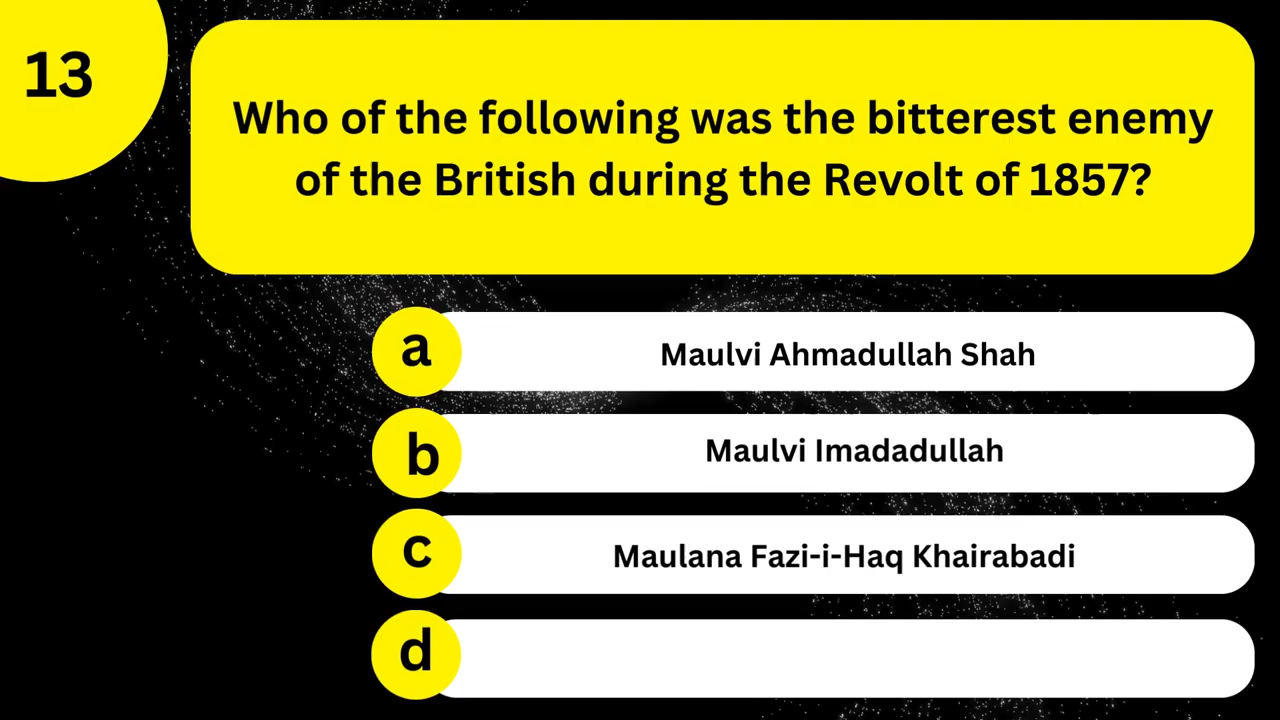 13
Who of the following was the bitterest enemy
of the British during the Revolt of 1857?
a
Maulvi Ahmadullah Shah
b
Maulvi Imadadullah
c
Maulana Fazi-i-Haq Khairabadi
d